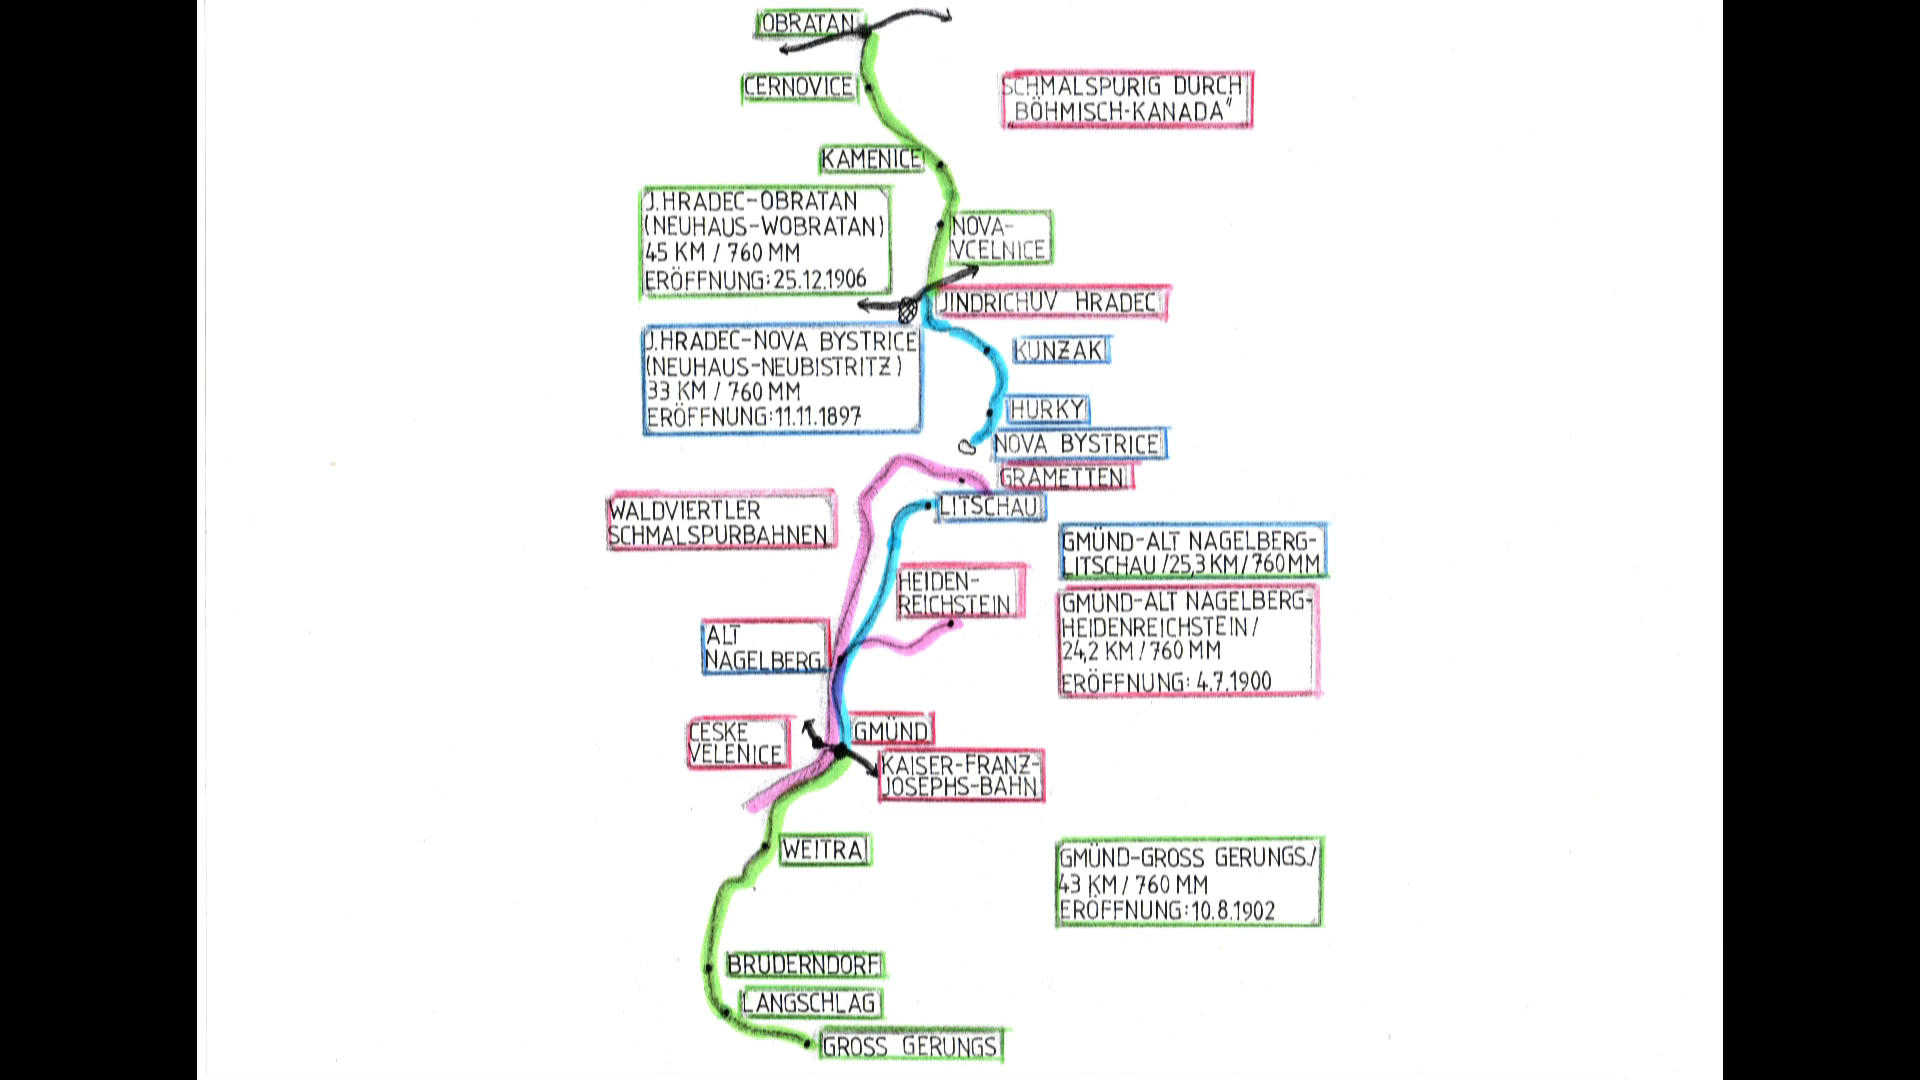 OBRATAN
CERNOVICE
SCHMALSPURIG DURCH
„BÖHMISCH-KANADA"
KAMENICE
J.HRADEC-OBRATAN
(NEUHAUS-WOBRATAN)
45 KM / 760 MM
ERÖFFNUNG: 25.12.1906
NOVA-
VCELNICE
JINDRICHUV HRADEC
J.HRADEC-NOVA BYSTRICE
(NEUHAUS-NEUBISTRITZ)
33 KM / 760 MM
ERÖFFNUNG: 11.11.1897
KUNZAK
HURKY
NOVA BYSTRICE
GRAMETTEN
LITSCHAU
WALDVIERTLER
SCHMALSPURBAHNEN
GMÜND-ALT NAGELBERG-
LITSCHAU /25,3 KM/ 760 MM
HEIDEN-
REICHSTEIN
GMÜND-ALT NAGELBERG-
HEIDENREICHSTEIN /
24,2 KM / 760 MM
ERÖFFNUNG: 4.7.1900
ALT
NAGELBERG
CESKE
VELENICE
GMÜND
KAISER-FRANZ-
JOSEPHS-BAHN
WEITRA
GMÜND-GROSS GERUNGS /
43 KM / 760 MM
ERÖFFNUNG: 10.8.1902
BRUDERNDORF
LANGSCHLAG
GROSS GERUNGS